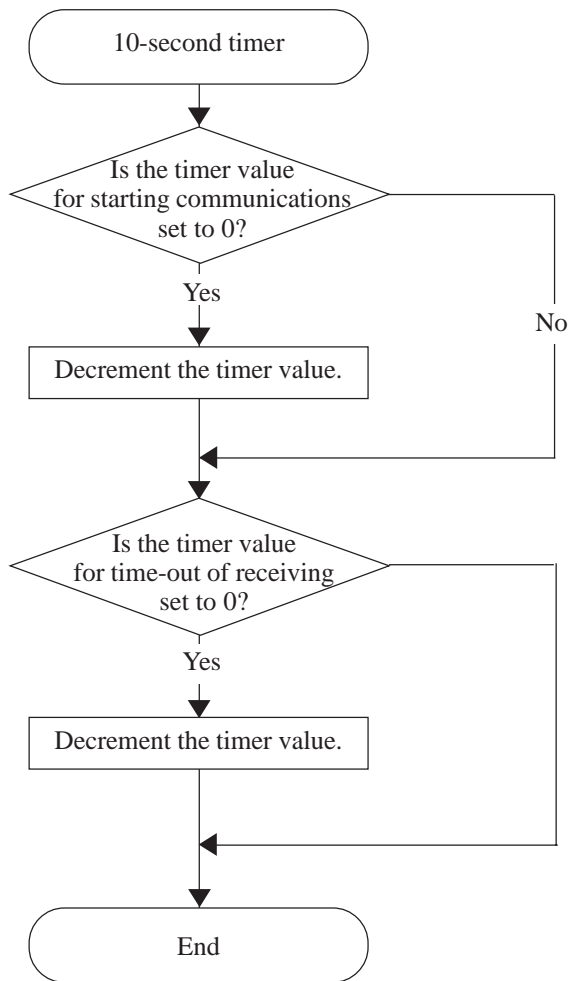 10-second timer
Is the timer value
for starting communications
set to 0?
Yes
No
Decrement the timer value.
Is the timer value
for time-out of receiving
set to 0?
Yes
Decrement the timer value.
End